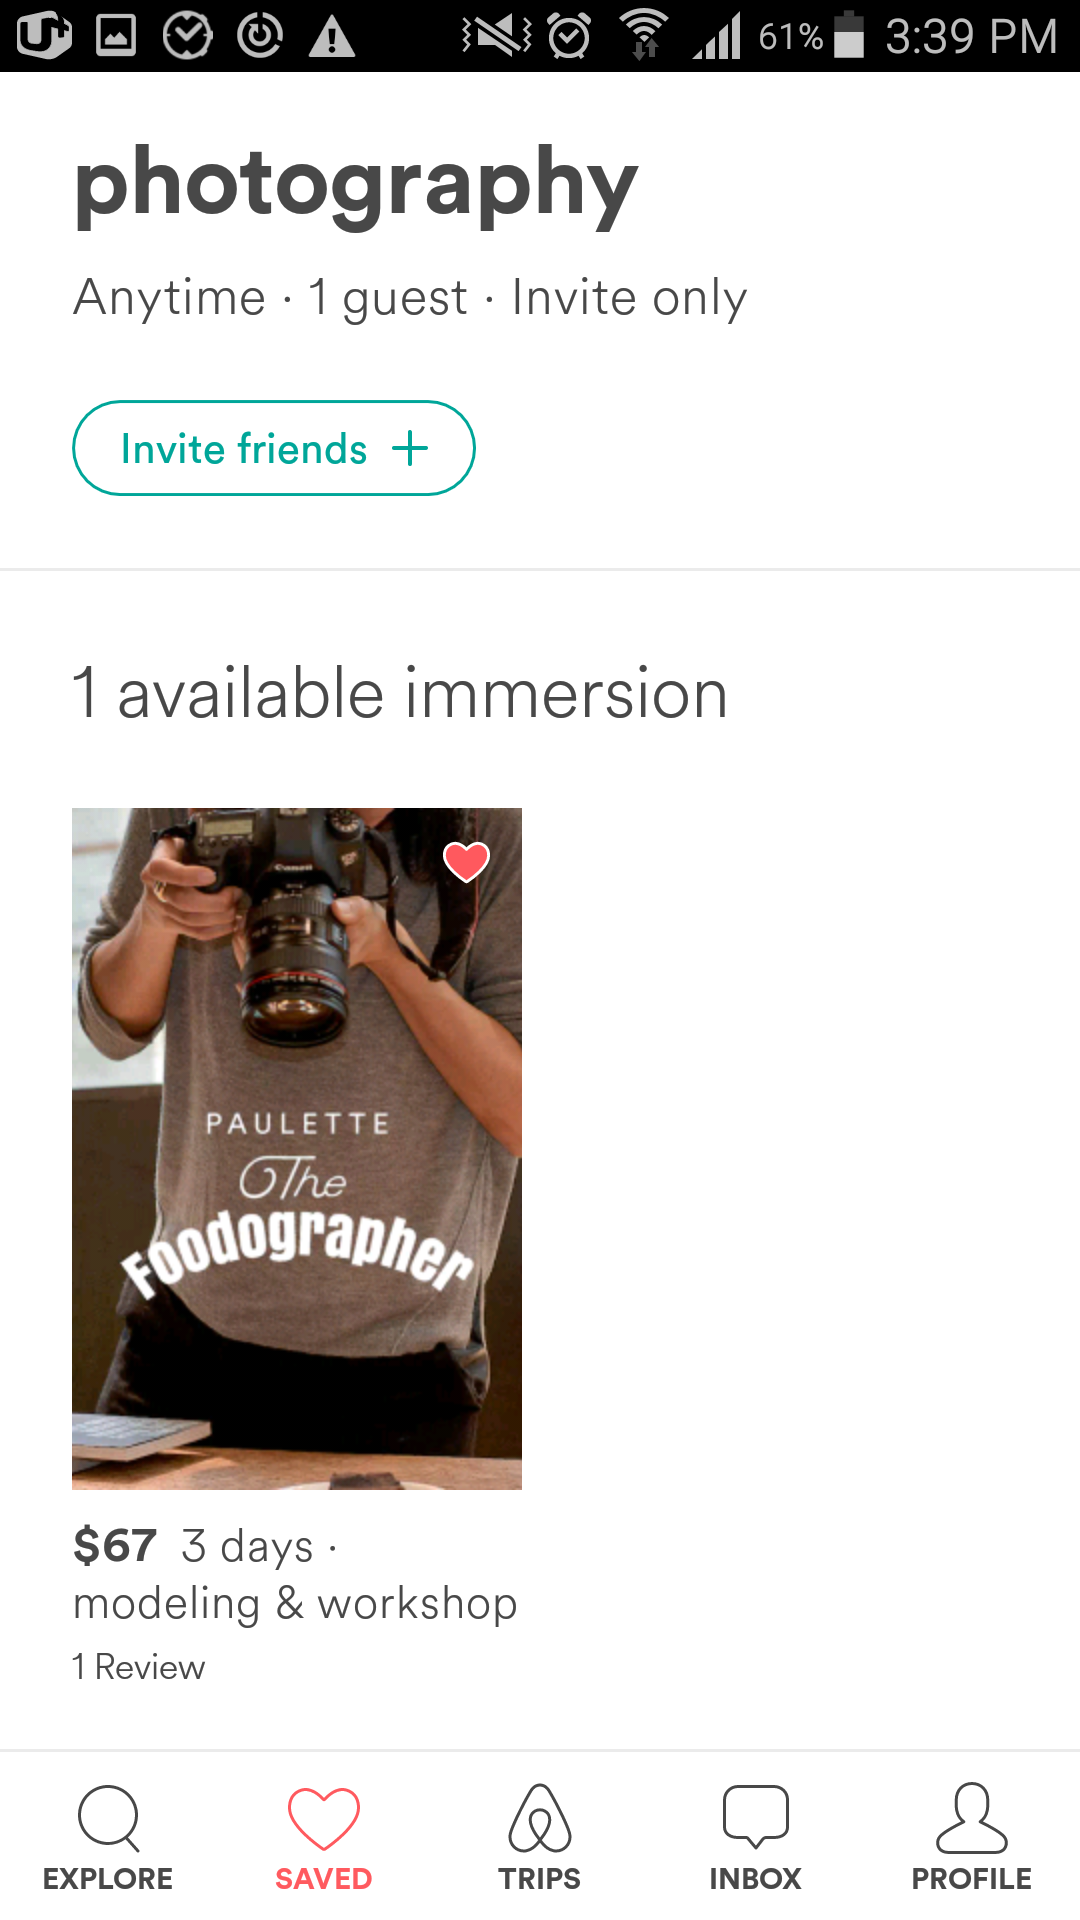 61% 3:39 PM
photography
Anytime · 1 guest · Invite only
Invite friends +
1 available immersion
Canon
PAULETTE
The
Foodographer
$67 3 days ·
modeling & workshop
1 Review
EXPLORE SAVED TRIPS INBOX PROFILE